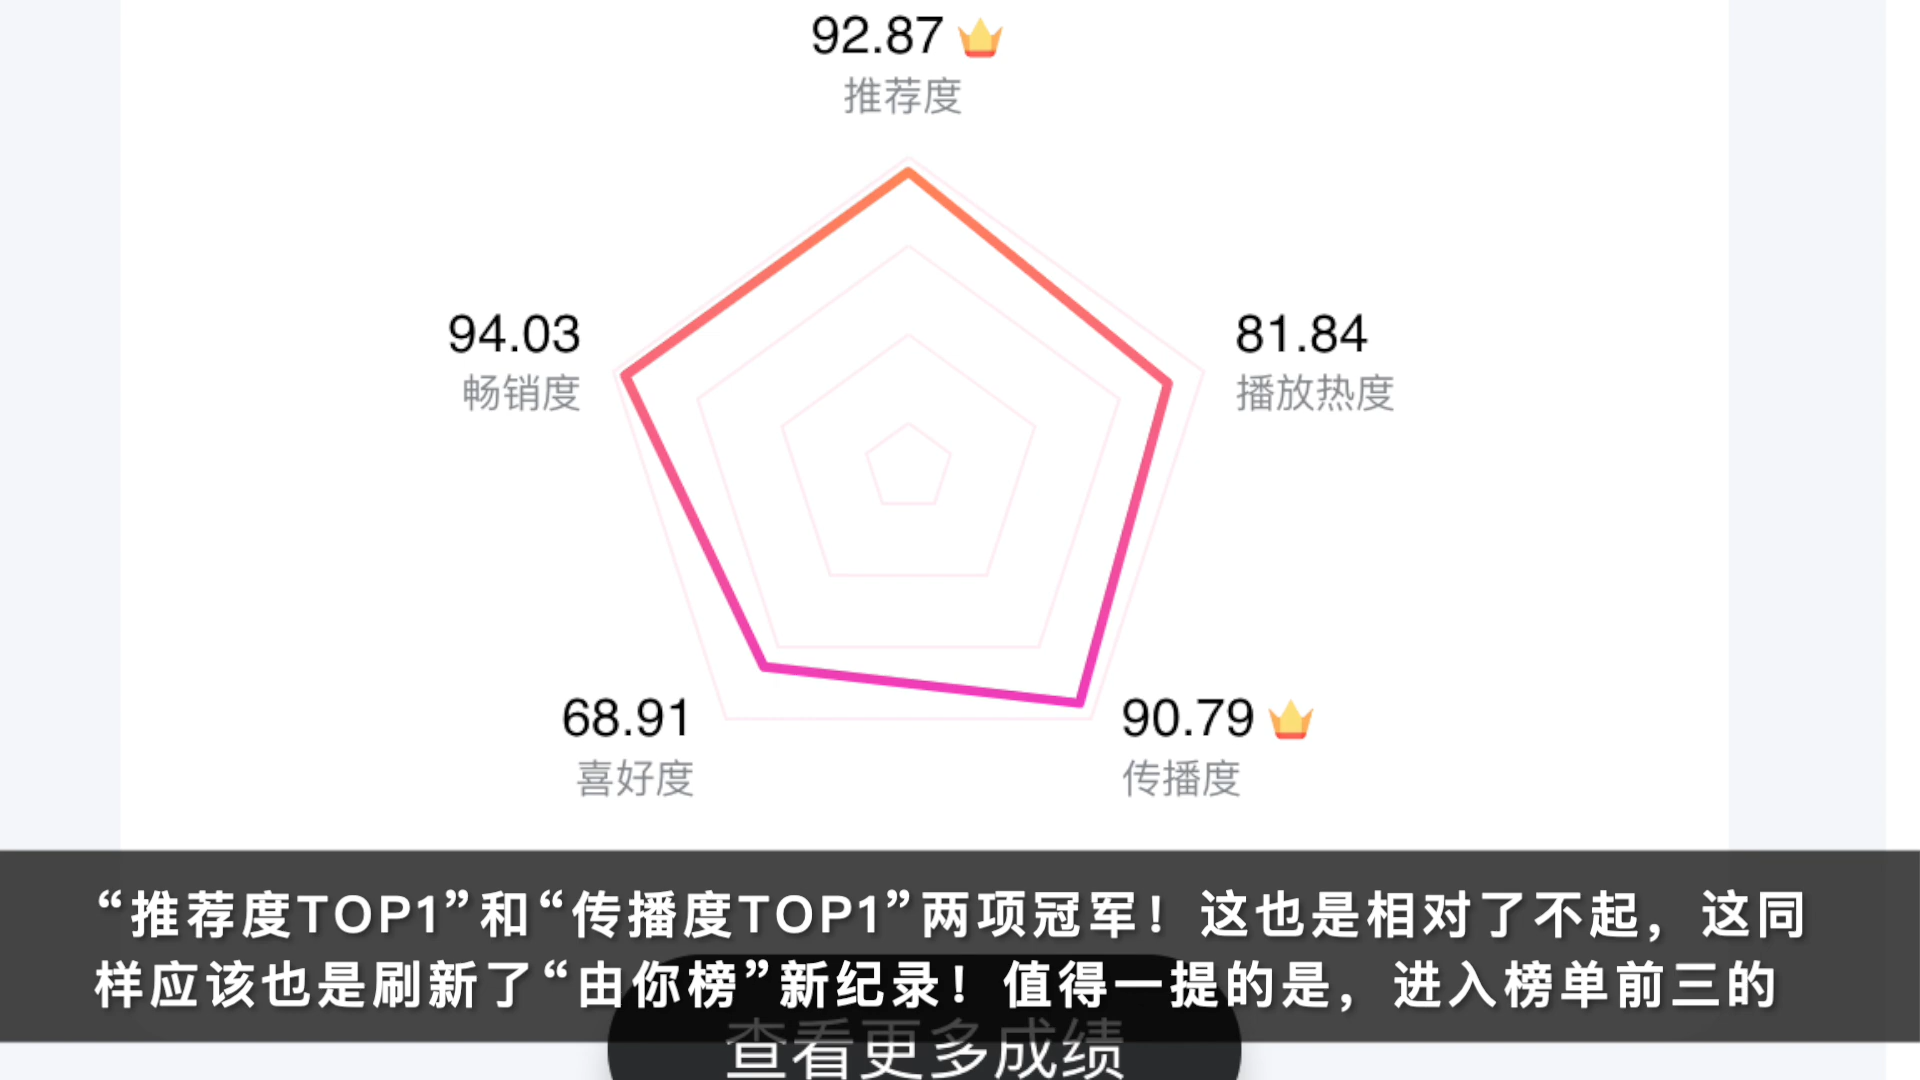 92.87
推荐度
94.03
畅销度
81.84
播放热度
68.91
喜好度
90.79
传播度
“推荐度TOP1”和“传播度TOP1”两项冠军！这也是相对了不起，这同
样应该也是刷新了“由你榜”新纪录！值得一提的是，进入榜单前三的
查看更多成绩